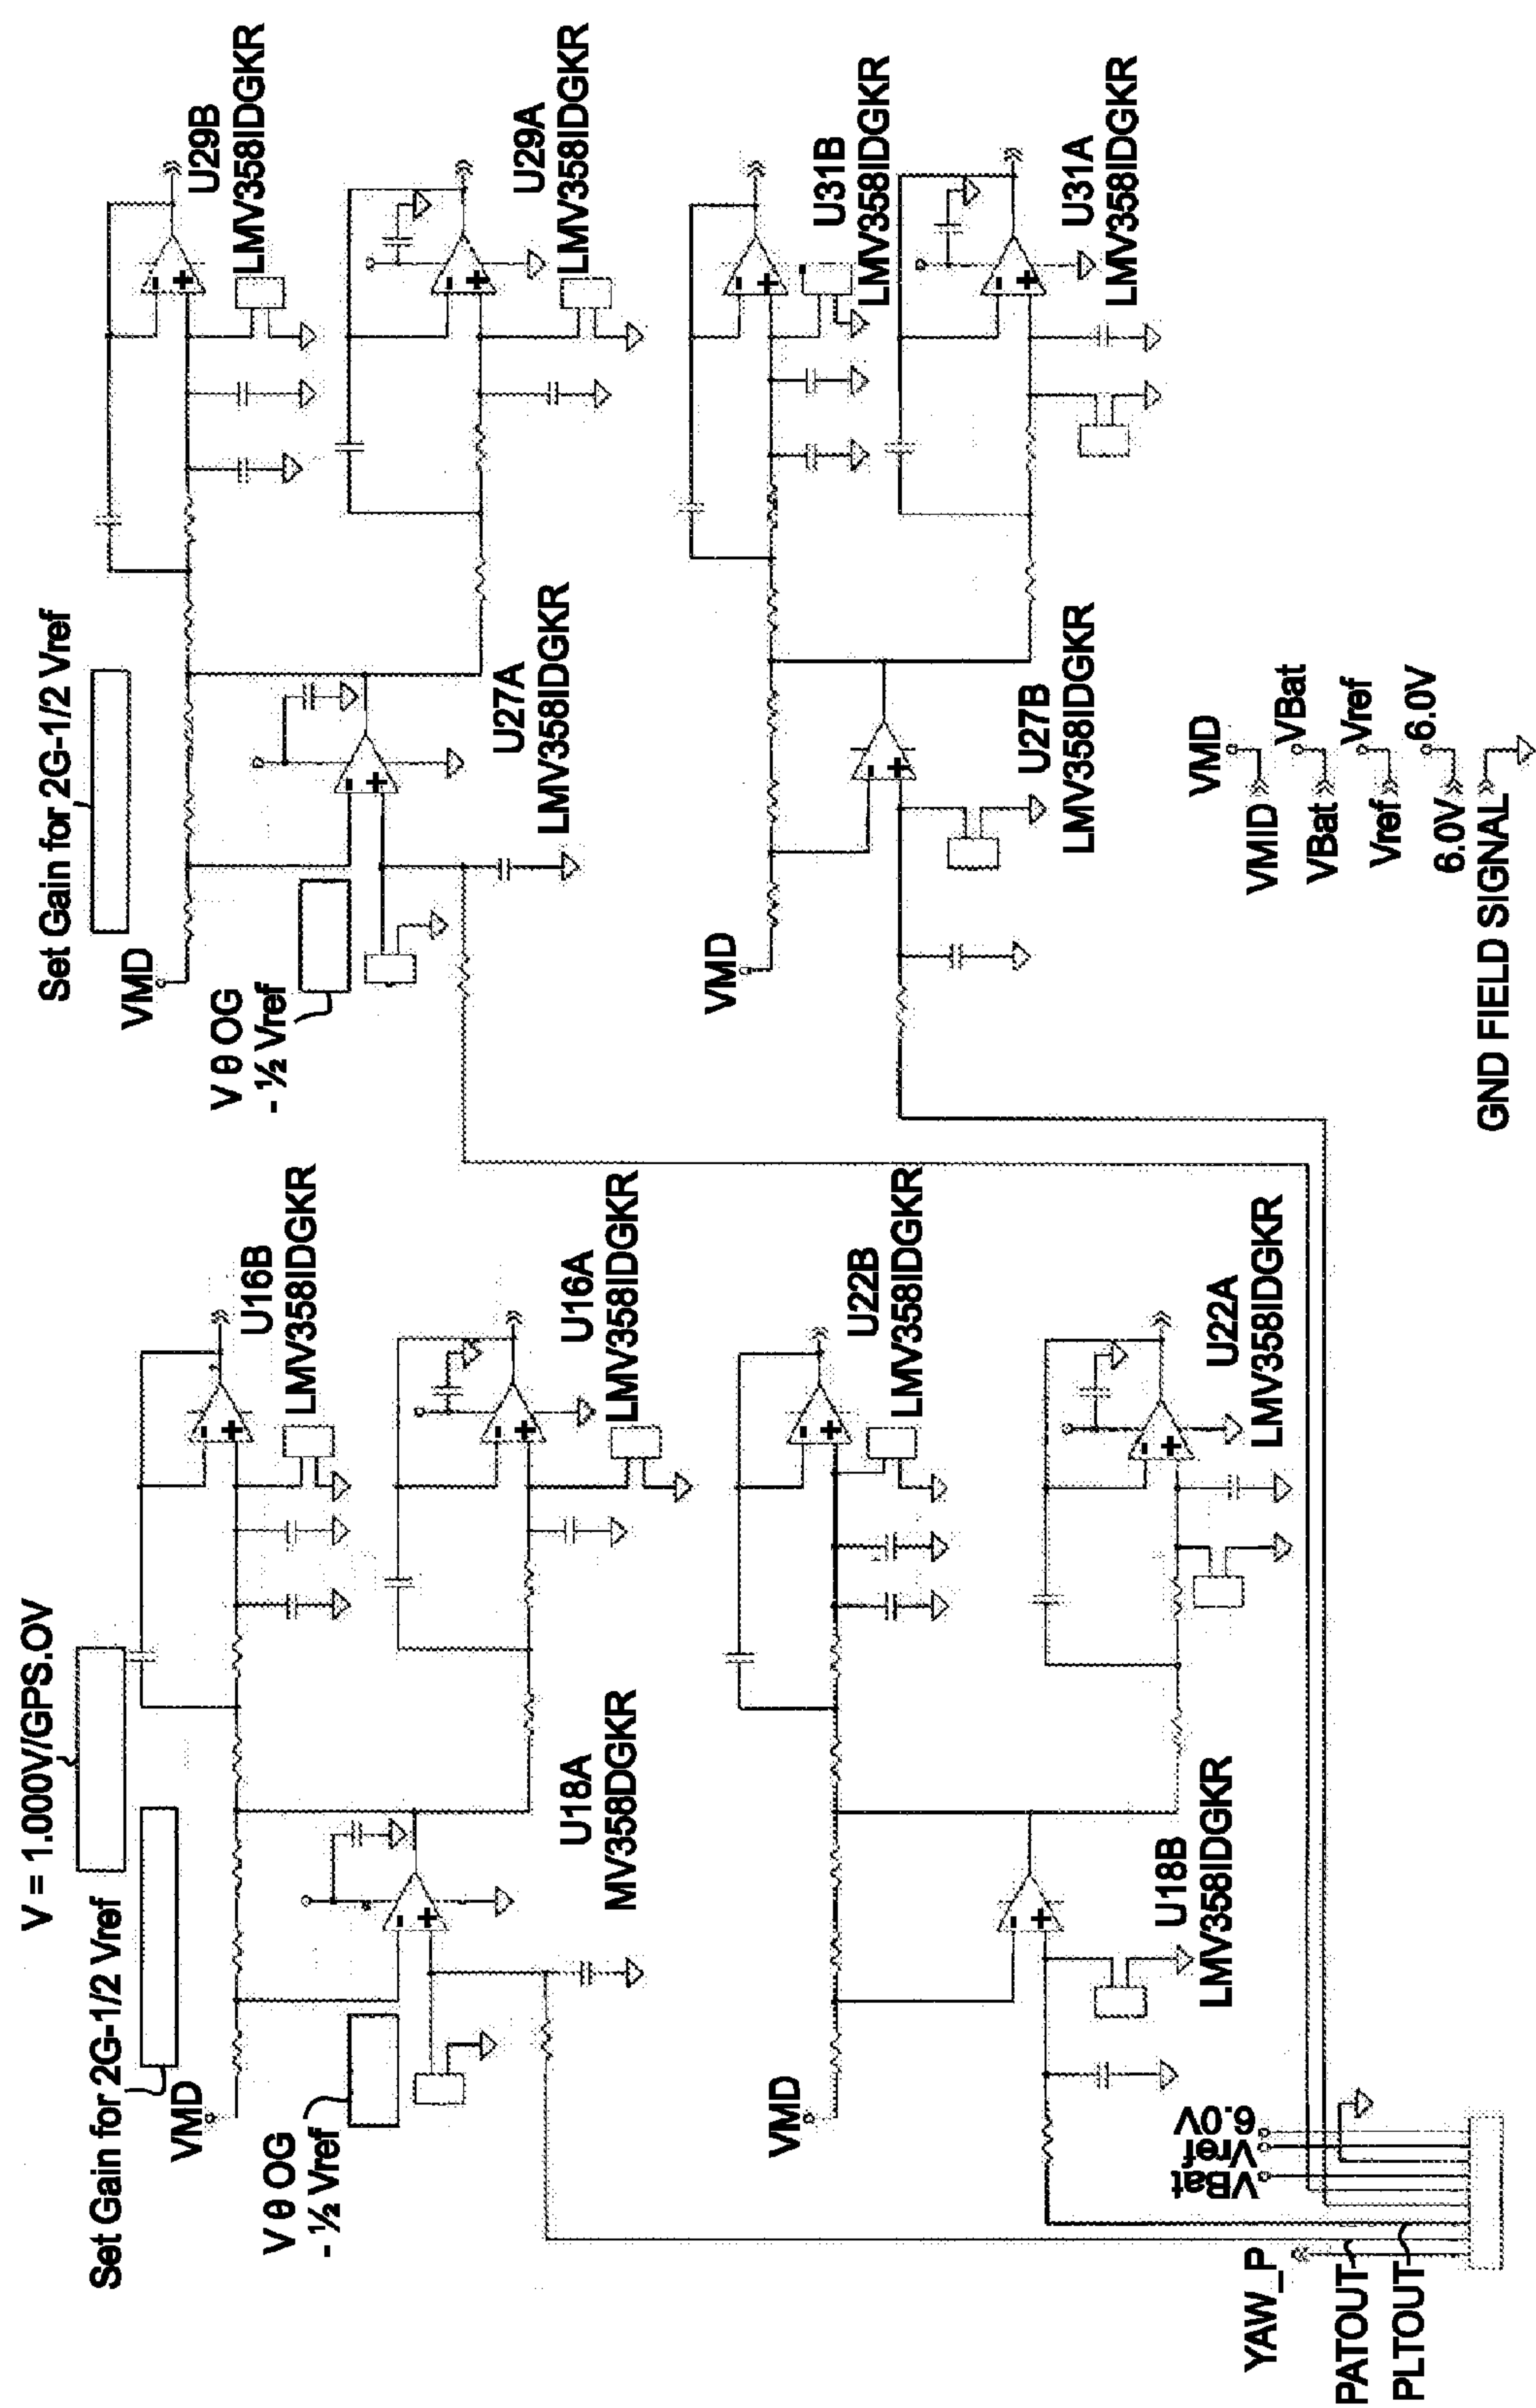 V = 1.000V/GPS.OV
Set Gain for 2G-1/2 Vref
VMD
V θ OG
- ½ Vref
U16B
LMV358IDGKR
U16A
LMV358IDGKR
U18A
MV358DGKR
VMD
U22B
LMV358IDGKR
U22A
LMV358IDGKR
U18B
LMV358IDGKR
Set Gain for 2G-1/2 Vref
VMD
V θ OG
- ½ Vref
U29B
LMV358IDGKR
U29A
LMV358IDGKR
U27A
LMV358IDGKR
VMD
U31B
LMV358IDGKR
U31A
LMV358IDGKR
U27B
LMV358IDGKR
VBat
Vref
6.0V
YAW_P
PATOUT
PLTOUT
VMID
VMD
VBat
VBat
Vref
Vref
6.0V
6.0V
GND FIELD SIGNAL